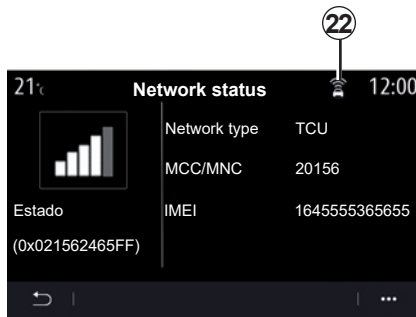 22
21°c Network status 12:00
Network type TCU
MCC/MNC 20156
Estado IMEI 1645555365655
(0x021562465FF)